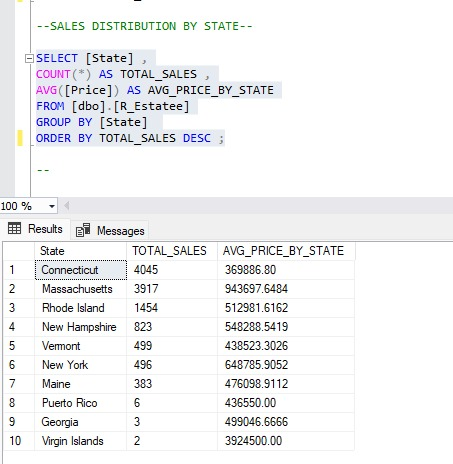 --SALES DISTRIBUTION BY STATE--
SELECT [State] ,
COUNT(*) AS TOTAL_SALES ,
AVG([Price]) AS AVG_PRICE_BY_STATE
FROM [dbo].[R_Estatee]
GROUP BY [State]
ORDER BY TOTAL_SALES DESC ;
--
100 %
Results Messages
State TOTAL_SALES AVG_PRICE_BY_STATE
1 Connecticut 4045 369886.80
2 Massachusetts 3917 943697.6484
3 Rhode Island 1454 512981.6162
4 New Hampshire 823 548288.5419
5 Vermont 499 438523.3026
6 New York 496 648785.9052
7 Maine 383 476098.9112
8 Puerto Rico 6 436550.00
9 Georgia 3 499046.6666
10 Virgin Islands 2 3924500.00